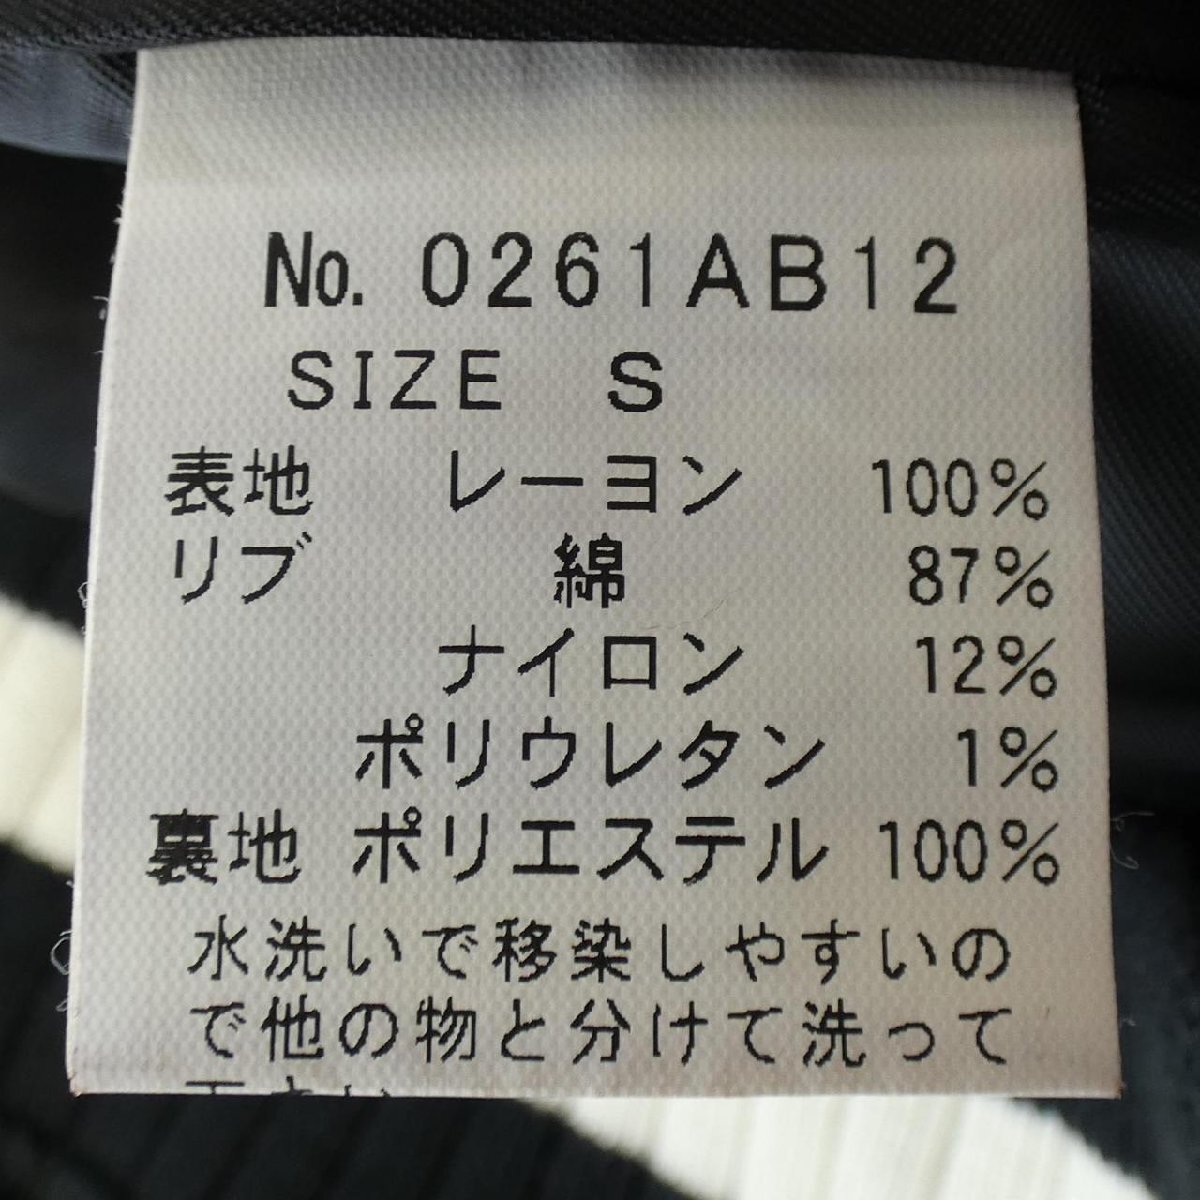 No. 0261AB12
SIZE S
表地 レーヨン 100%
リブ 綿 87%
ナイロン 12%
ポリウレタン 1%
裏地 ポリエステル 100%
水洗いで移染しやすいの
で他の物と分けて洗って